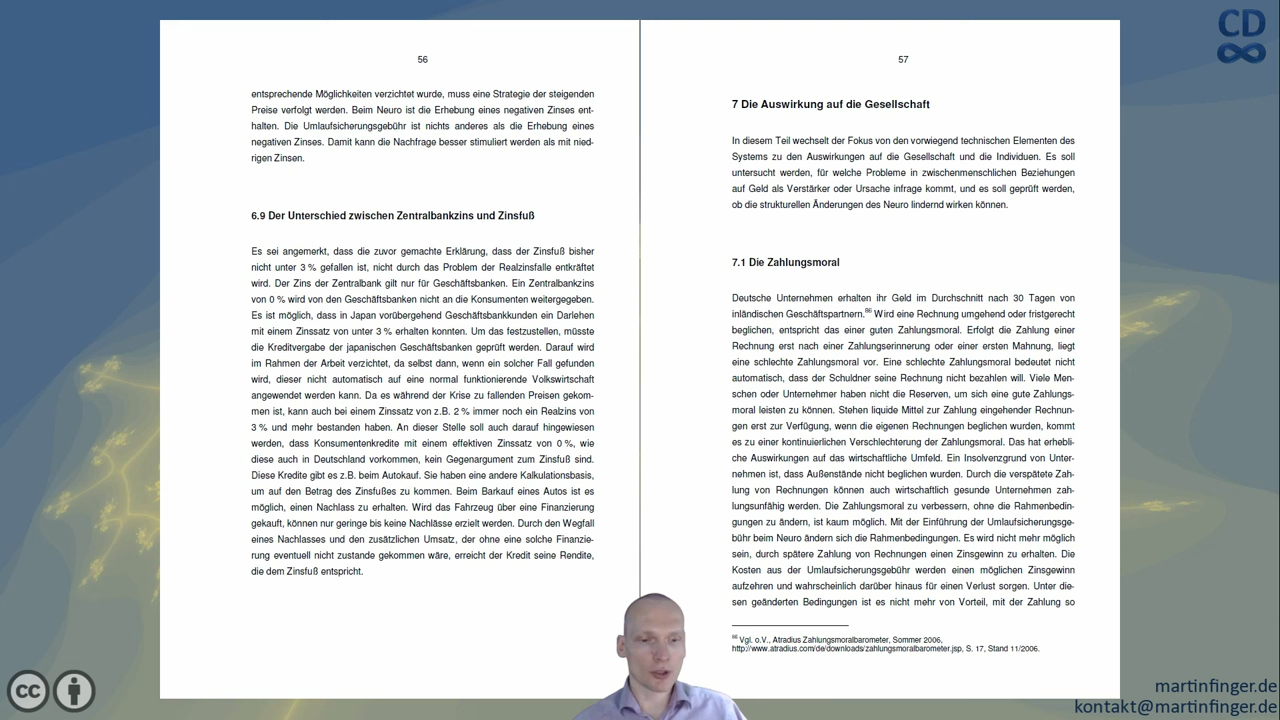 56
entsprechende Möglichkeiten verzichtet wurde, muss eine Strategie der steigenden
Preise verfolgt werden. Beim Neuro ist die Erhebung eines negativen Zinses ent-
halten. Die Umlaufsicherungsgebühr ist nichts anderes als die Erhebung eines
negativen Zinses. Damit kann die Nachfrage besser stimuliert werden als mit nied-
rigen Zinsen.
6.9 Der Unterschied zwischen Zentralbankzins und Zinsfuß
Es sei angemerkt, dass die zuvor gemachte Erklärung, dass der Zinsfuß bisher
nicht unter 3 % gefallen ist, nicht durch das Problem der Realzinsfalle entkräftet
wird. Der Zins der Zentralbank gilt nur für Geschäftsbanken. Ein Zentralbankzins
von 0 % wird von den Geschäftsbanken nicht an die Konsumenten weitergegeben.
Es ist möglich, dass in Japan vorübergehend Geschäftsbankkunden ein Darlehen
mit einem Zinssatz von unter 3 % erhalten konnten. Um das festzustellen, müsste
die Kreditvergabe der japanischen Geschäftsbanken geprüft werden. Darauf wird
im Rahmen der Arbeit verzichtet, da selbst dann, wenn ein solcher Fall gefunden
wird, dieser nicht automatisch auf eine normal funktionierende Volkswirtschaft
angewendet werden kann. Da es während der Krise zu fallenden Preisen gekom-
men ist, kann auch bei einem Zinssatz von z.B. 2 % immer noch ein Realzins von
3 % und mehr bestanden haben. An dieser Stelle soll auch darauf hingewiesen
werden, dass Konsumentenkredite mit einem effektiven Zinssatz von 0 %, wie
diese auch in Deutschland vorkommen, kein Gegenargument zum Zinsfuß sind.
Diese Kredite gibt es z.B. beim Autokauf. Sie haben eine andere Kalkulationsbasis,
um auf den Betrag des Zinsfußes zu kommen. Beim Barkauf eines Autos ist es
möglich, einen Nachlass zu erhalten. Wird das Fahrzeug über eine Finanzierung
gekauft, können nur geringe bis keine Nachlässe erzielt werden. Durch den Wegfall
eines Nachlasses und den zusätzlichen Umsatz, der ohne eine solche Finanzie-
rung eventuell nicht zustande gekommen wäre, erreicht der Kredit seine Rendite,
die dem Zinsfuß entspricht.
57
7 Die Auswirkung auf die Gesellschaft
In diesem Teil wechselt der Fokus von den vorwiegend technischen Elementen des
Systems zu den Auswirkungen auf die Gesellschaft und die Individuen. Es soll
untersucht werden, für welche Probleme in zwischenmenschlichen Beziehungen
auf Geld als Verstärker oder Ursache infrage kommt, und es soll geprüft werden,
ob die strukturellen Änderungen des Neuro lindernd wirken können.
7.1 Die Zahlungsmoral
Deutsche Unternehmen erhalten ihr Geld im Durchschnitt nach 30 Tagen von
inländischen Geschäftspartnern.86 Wird eine Rechnung umgehend oder fristgerecht
beglichen, entspricht das einer guten Zahlungsmoral. Erfolgt die Zahlung einer
Rechnung erst nach einer Zahlungserinnerung oder einer ersten Mahnung, liegt
eine schlechte Zahlungsmoral vor. Eine schlechte Zahlungsmoral bedeutet nicht
automatisch, dass der Schuldner seine Rechnung nicht bezahlen will. Viele Men-
schen oder Unternehmer haben nicht die Reserven, um sich eine gute Zahlungs-
moral leisten zu können. Stehen liquide Mittel zur Zahlung eingehender Rechnun-
gen erst zur Verfügung, wenn die eigenen Rechnungen beglichen wurden, kommt
es zu einer kontinuierlichen Verschlechterung der Zahlungsmoral. Das hat erhebli-
che Auswirkungen auf das wirtschaftliche Umfeld. Ein Insolvenzgrund von Unter-
nehmen ist, dass Außenstände nicht beglichen wurden. Durch die verspätete Zah-
lung von Rechnungen können auch wirtschaftlich gesunde Unternehmen zah-
lungsunfähig werden. Die Zahlungsmoral zu verbessern, ohne die Rahmenbedin-
gungen zu ändern, ist kaum möglich. Mit der Einführung der Umlaufsicherungsge-
bühr beim Neuro ändern sich die Rahmenbedingungen. Es wird nicht mehr möglich
sein, durch spätere Zahlung von Rechnungen einen Zinsgewinn zu erhalten. Die
Kosten aus der Umlaufsicherungsgebühr werden einen möglichen Zinsgewinn
aufzehren und wahrscheinlich darüber hinaus für einen Verlust sorgen. Unter die-
sen geänderten Bedingungen ist es nicht mehr von Vorteil, mit der Zahlung so
86 Vgl. o.V., Atradius Zahlungsmoralbarometer, Sommer 2006,
http://www.atradius.com/de/downloads/zahlungsmoralbarometer.jsp, S. 17, Stand 11/2006.
CD
cc
martinfinger.de
kontakt@martinfinger.de